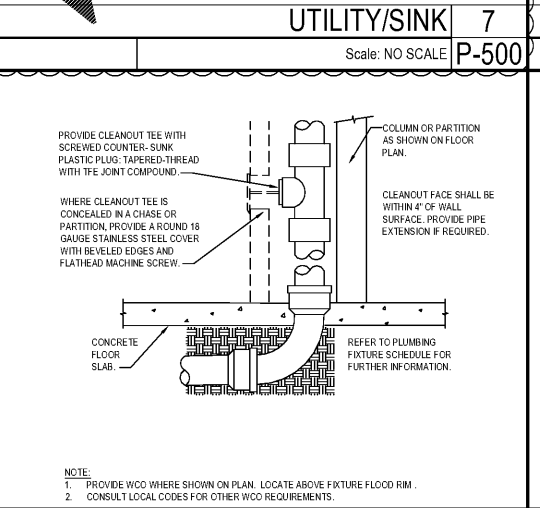 UTILITY/SINK 7
Scale: NO SCALE P-500
PROVIDE CLEANOUT TEE WITH
SCREWED COUNTER- SUNK
PLASTIC PLUG: TAPERED-THREAD
WITH TFE JOINT COMPOUND.
WHERE CLEANOUT TEE IS
CONCEALED IN A CHASE OR
PARTITION, PROVIDE A ROUND 18
GAUGE STAINLESS STEEL COVER
WITH BEVELED EDGES AND
FLATHEAD MACHINE SCREW.
COLUMN OR PARTITION
AS SHOWN ON FLOOR
PLAN.
CLEANOUT FACE SHALL BE
WITHIN 4" OF WALL
SURFACE. PROVIDE PIPE
EXTENSION IF REQUIRED.
CONCRETE
FLOOR
SLAB.
REFER TO PLUMBING
FIXTURE SCHEDULE FOR
FURTHER INFORMATION.
NOTE:
1. PROVIDE WCO WHERE SHOWN ON PLAN. LOCATE ABOVE FIXTURE FLOOD RIM .
2. CONSULT LOCAL CODES FOR OTHER WCO REQUIREMENTS.